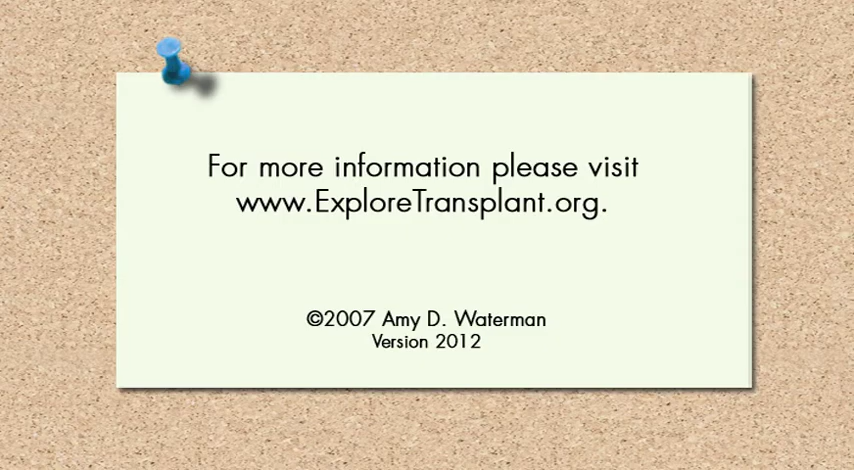 For more information please visit
www.ExploreTransplant.org.
©2007 Amy D. Waterman
Version 2012